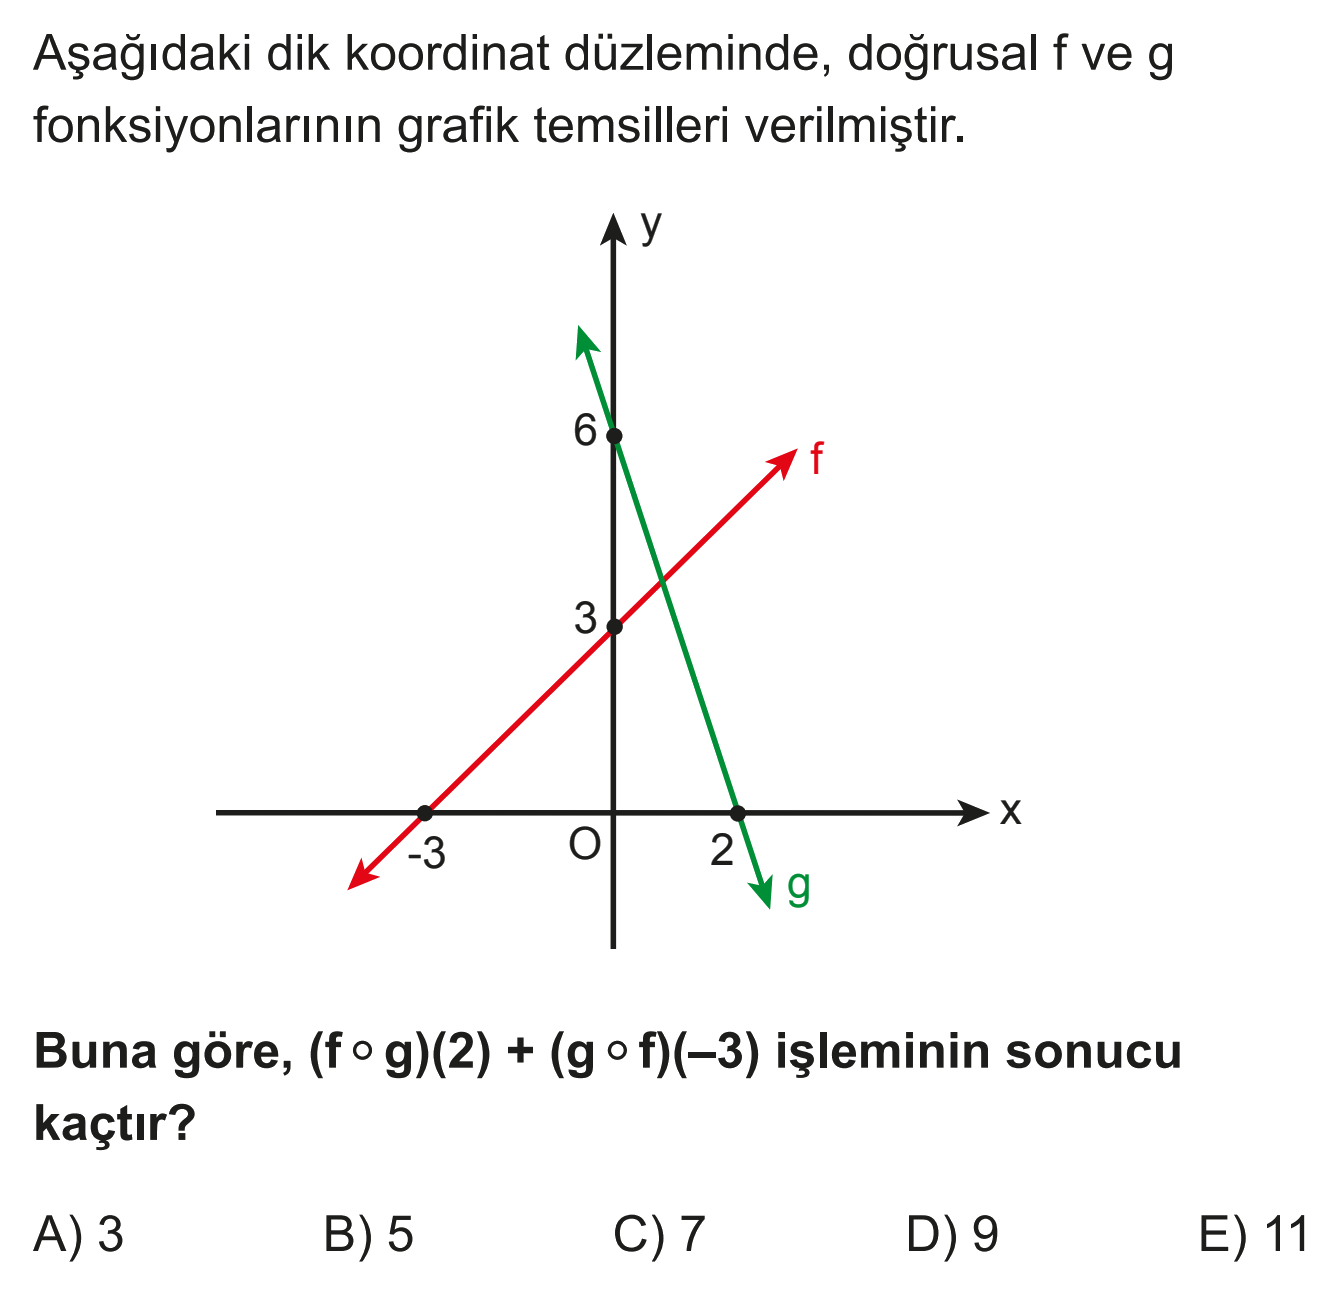 Aşağıdaki dik koordinat düzleminde, doğrusal f ve g
fonksiyonlarının grafik temsilleri verilmiştir.
y
6
f
3
x
-3
O
2
g
Buna göre, (f ∘ g)(2) + (g ∘ f)(–3) işleminin sonucu
kaçtır?
A) 3 B) 5 C) 7 D) 9 E) 11